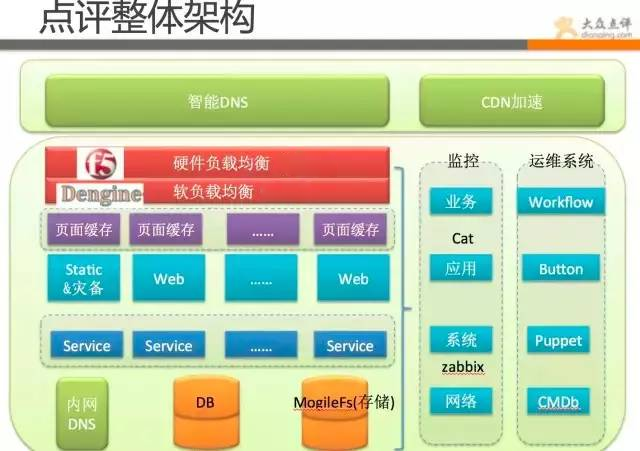 点评整体架构
大众点评
dianping.com
智能DNS
CDN加速
f5
硬件负载均衡
Dengine
软负载均衡
页面缓存
页面缓存
......
页面缓存
Static
&灾备
Web
......
Web
Service
Service
......
Service
内网
DNS
DB
MogileFs(存储)
监控
业务
Cat
应用
系统
zabbix
网络
运维系统
Workflow
Button
Puppet
CMDb